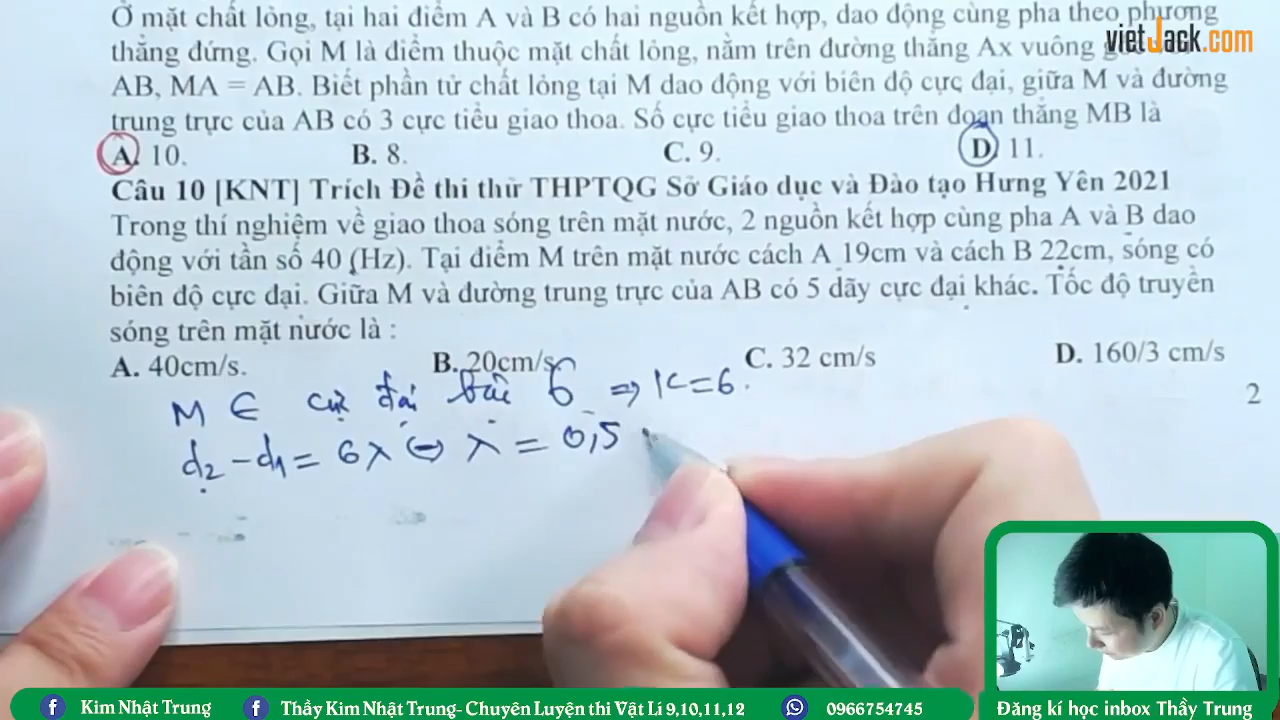 Ở mặt chất lỏng, tại hai điểm A và B có hai nguồn kết hợp, dao động cùng pha theo phương
thẳng đứng. Gọi M là điểm thuộc mặt chất lỏng, nằm trên đường thẳng Ax vuông
vietJack.com
AB, MA = AB. Biết phần tử chất lỏng tại M dao động với biên độ cực đại, giữa M và đường
trung trực của AB có 3 cực tiểu giao thoa. Số cực tiểu giao thoa trên đoạn thẳng MB là
A. 10. B. 8. C. 9. D. 11.
Câu 10 [KNT] Trích Đề thi thử THPTQG Sở Giáo dục và Đào tạo Hưng Yên 2021
Trong thí nghiệm về giao thoa sóng trên mặt nước, 2 nguồn kết hợp cùng pha A và B dao
động với tần số 40 (Hz). Tại điểm M trên mặt nước cách A 19cm và cách B 22cm, sóng có
biên độ cực đại. Giữa M và đường trung trực của AB có 5 dãy cực đại khác. Tốc độ truyền
sóng trên mặt nước là :
A. 40cm/s. B. 20cm/s. C. 32 cm/s D. 160/3 cm/s
M ∈ cực đại bậc 6 => K=6.
2
d2 - d1 = 6λ ⇔ λ = 0,5
Kim Nhật Trung
Thầy Kim Nhật Trung- Chuyên Luyện thi Vật Lí 9,10,11,12
0966754745
Đăng kí học inbox Thầy Trung